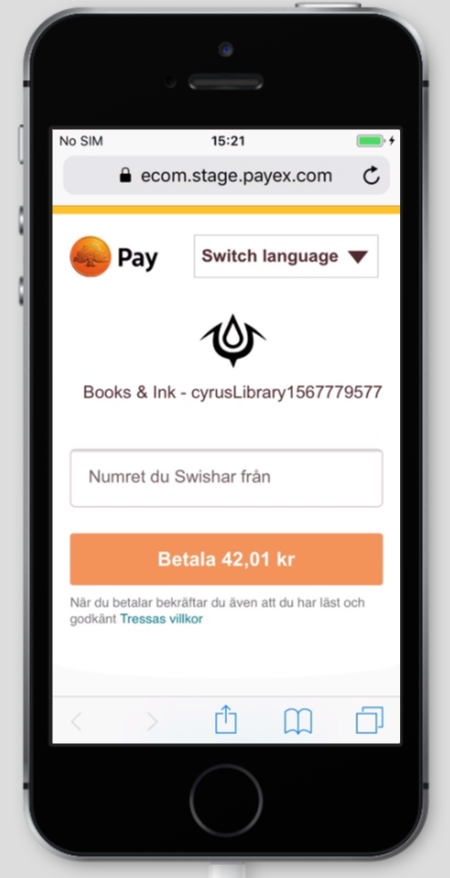 No SIM 15:21
ecom.stage.payex.com
Pay Switch language
Books & Ink - cyrusLibrary1567779577
Numret du Swishar från
Betala 42,01 kr
När du betalar bekräftar du även att du har läst och
godkänt Tressas villkor